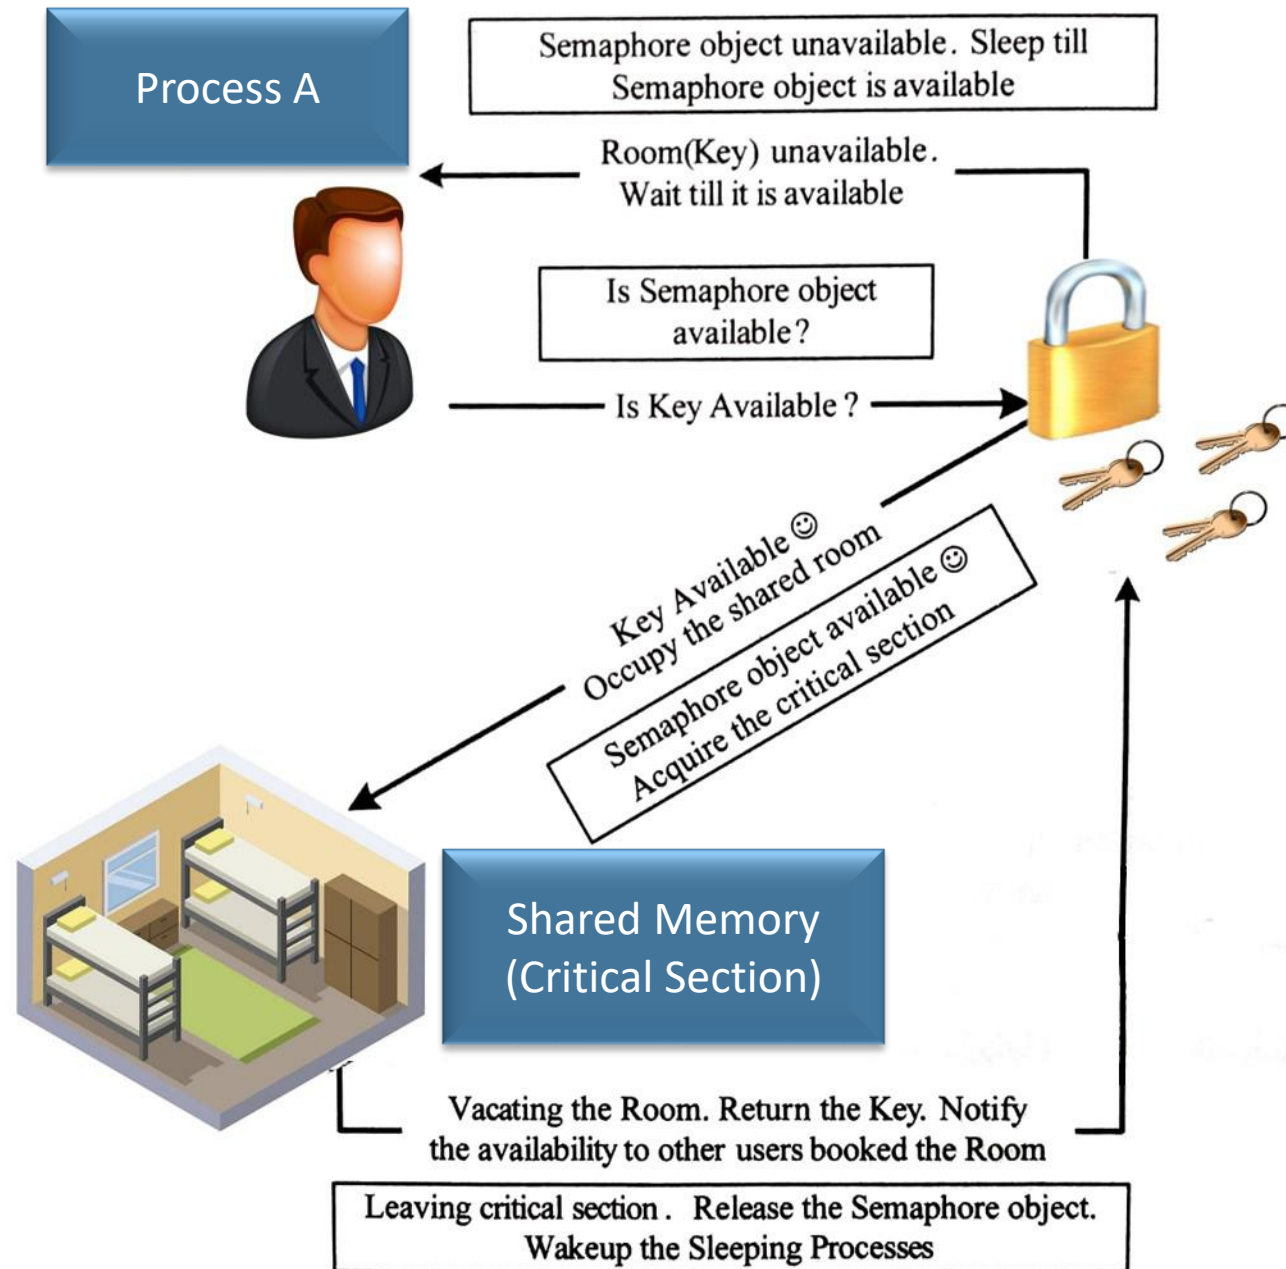 Process A
Semaphore object unavailable. Sleep till
Semaphore object is available
Room(Key) unavailable.
Wait till it is available
Is Semaphore object
available?
Is Key Available ?
Key Available ☺
Occupy the shared room
Semaphore object available ☺
Acquire the critical section
Shared Memory
(Critical Section)
Vacating the Room. Return the Key. Notify
the availability to other users booked the Room
Leaving critical section. Release the Semaphore object.
Wakeup the Sleeping Processes